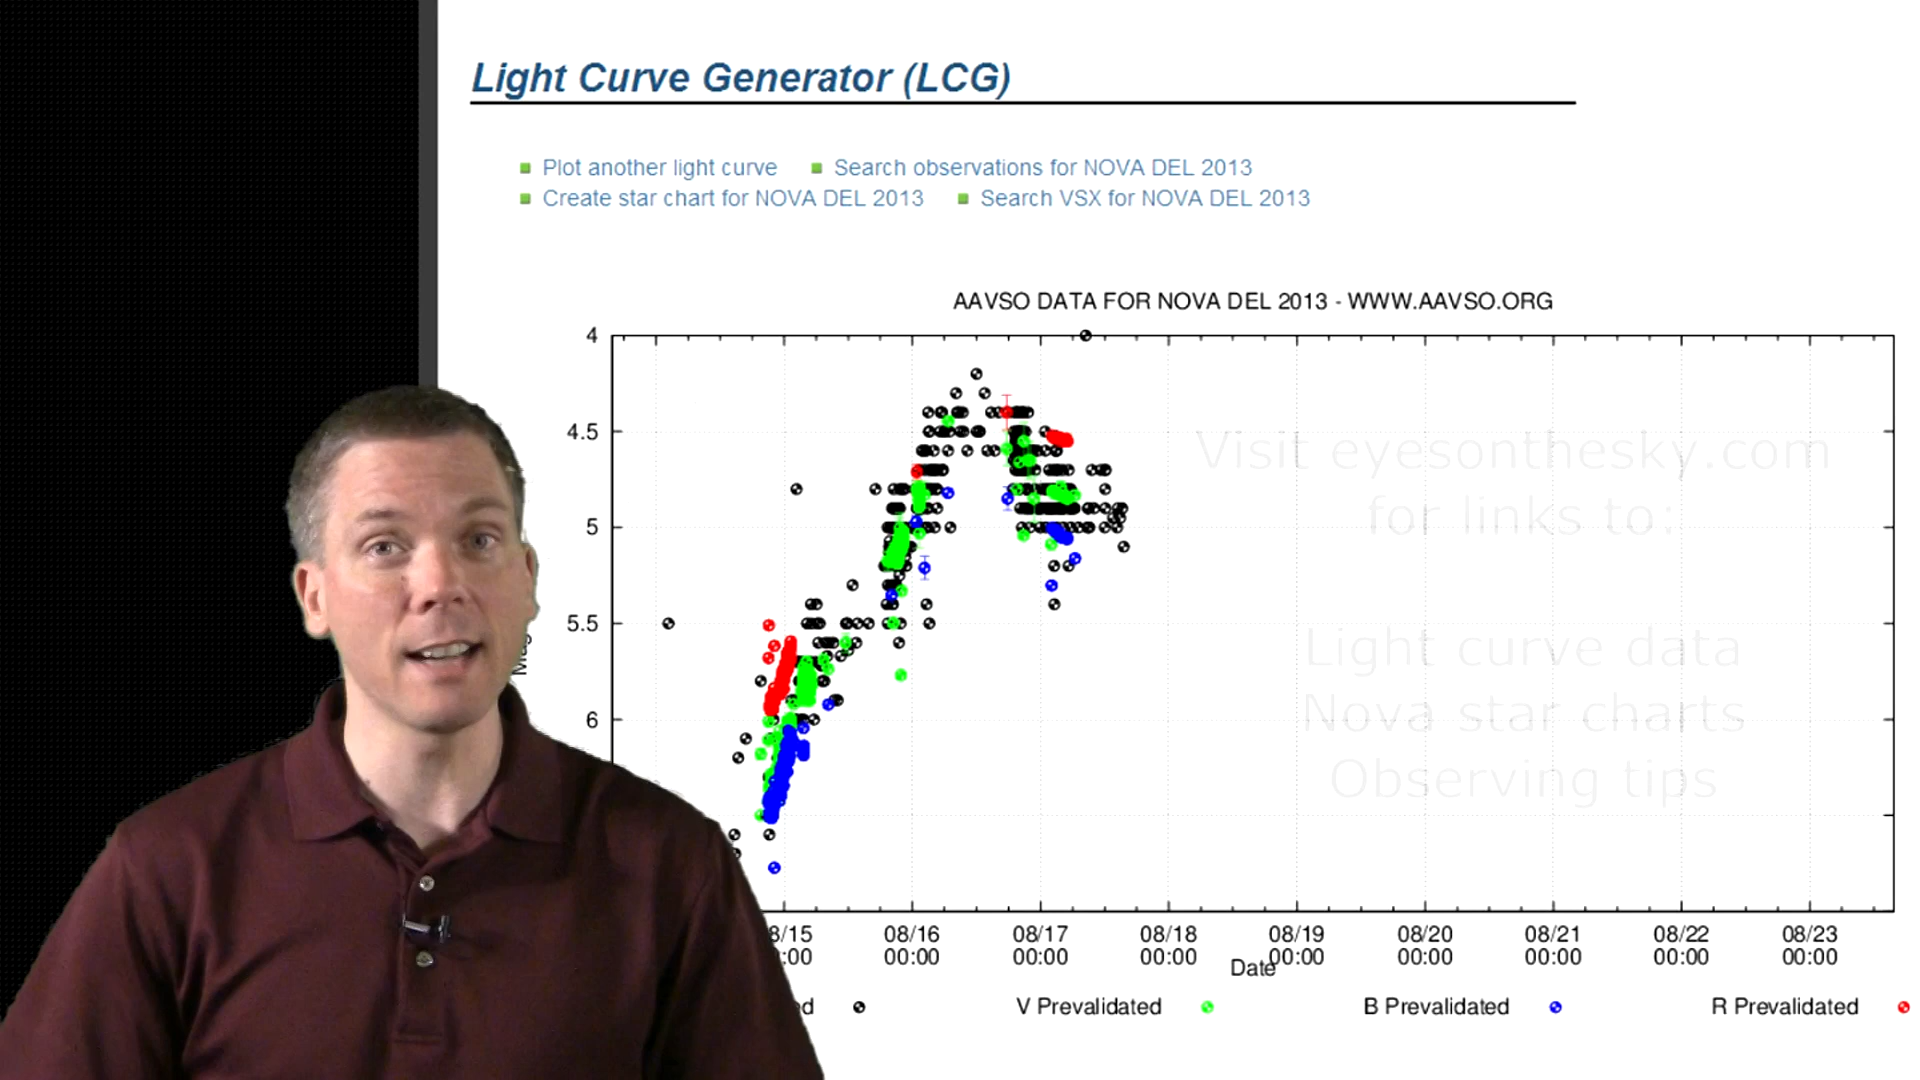 Light Curve Generator (LCG)
Plot another light curve Search observations for NOVA DEL 2013
Create star chart for NOVA DEL 2013 Search VSX for NOVA DEL 2013
AAVSO DATA FOR NOVA DEL 2013 - WWW.AAVSO.ORG
4
4.5
5
5.5
6
Visit eyesonthesky.com
for links to:
Light curve data
Nova star charts
Observing tips
8/15 08/16 08/17 08/18 08/19 08/20 08/21 08/22 08/23
:00 00:00 00:00 00:00 00:00 00:00 00:00 00:00 00:00
Date
V Prevalidated B Prevalidated R Prevalidated